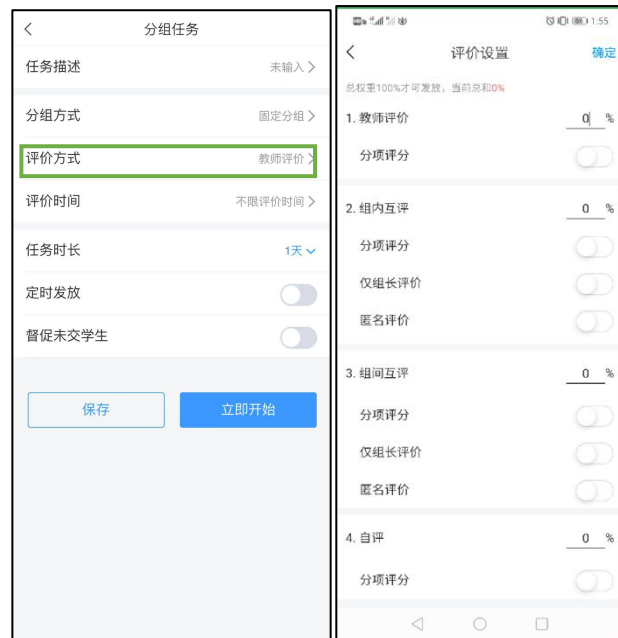 分组任务
任务描述 未输入
分组方式 固定分组
评价方式 教师评价
评价时间 不限评价时间
任务时长 1天
定时发放
督促未交学生
保存 立即开始
1:55
评价设置 确定
总权重100%才可发放，当前总和0%
1. 教师评价 0 %
分项评分
2. 组内互评 0 %
分项评分
仅组长评价
匿名评价
3. 组间互评 0 %
分项评分
仅组长评价
匿名评价
4. 自评 0 %
分项评分